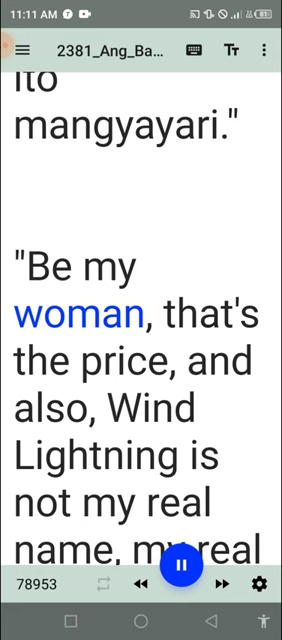 11:11 AM
2381_Ang_Ba...
Ito
mangyayari."
"Be my
woman, that's
the price, and
also, Wind
Lightning is
not my real
name, my real
78953